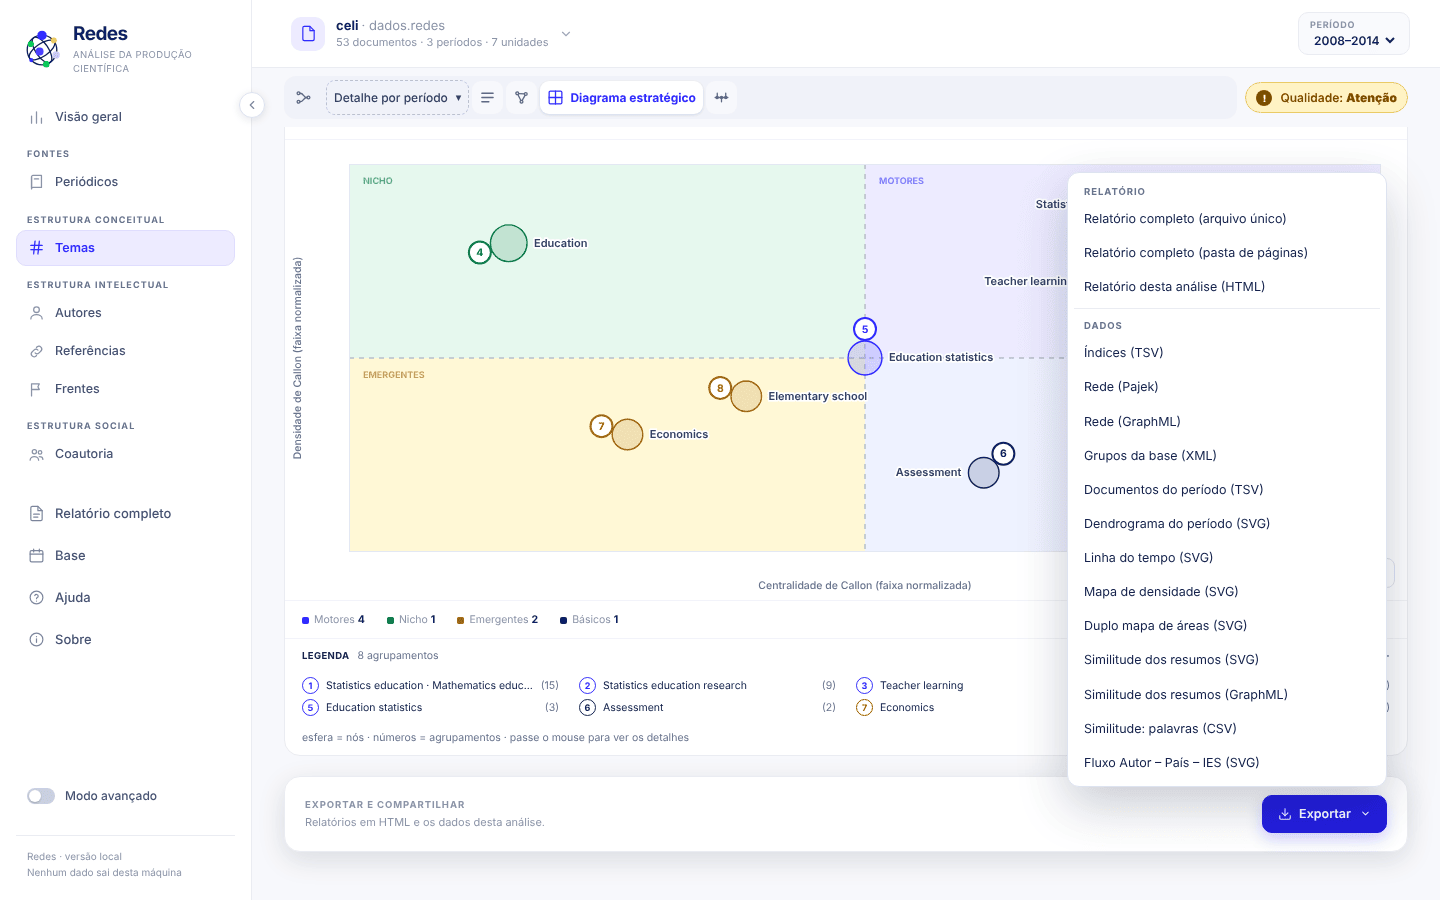 Redes
ANÁLISE DA PRODUÇÃO
CIENTÍFICA
Visão geral
FONTES
Periódicos
ESTRUTURA CONCEITUAL
Temas
ESTRUTURA INTELECTUAL
Autores
Referências
Frentes
ESTRUTURA SOCIAL
Coautoria
Relatório completo
Base
Ajuda
Sobre
Modo avançado
Redes · versão local
Nenhum dado sai desta máquina
celi · dados.redes
53 documentos · 3 períodos · 7 unidades
PERÍODO
2008–2014
Detalhe por período ▾
Diagrama estratégico
! Qualidade: Atenção
Densidade de Callon (faixa normalizada)
NICHO
MOTORES
4 Education
Statis
Teacher learnin
5
Education statistics
EMERGENTES
8 Elementary school
7 Economics
6
Assessment
Centralidade de Callon (faixa normalizada)
Motores 4 Nicho 1 Emergentes 2 Básicos 1
LEGENDA 8 agrupamentos
1 Statistics education · Mathematics educ... (15) 2 Statistics education research (9) 3 Teacher learning
5 Education statistics (3) 6 Assessment (2) 7 Economics
esfera = nós · números = agrupamentos · passe o mouse para ver os detalhes
RELATÓRIO
Relatório completo (arquivo único)
Relatório completo (pasta de páginas)
Relatório desta análise (HTML)
DADOS
Índices (TSV)
Rede (Pajek)
Rede (GraphML)
Grupos da base (XML)
Documentos do período (TSV)
Dendrograma do período (SVG)
Linha do tempo (SVG)
Mapa de densidade (SVG)
Duplo mapa de áreas (SVG)
Similitude dos resumos (SVG)
Similitude dos resumos (GraphML)
Similitude: palavras (CSV)
Fluxo Autor – País – IES (SVG)
EXPORTAR E COMPARTILHAR
Relatórios em HTML e os dados desta análise.
Exportar